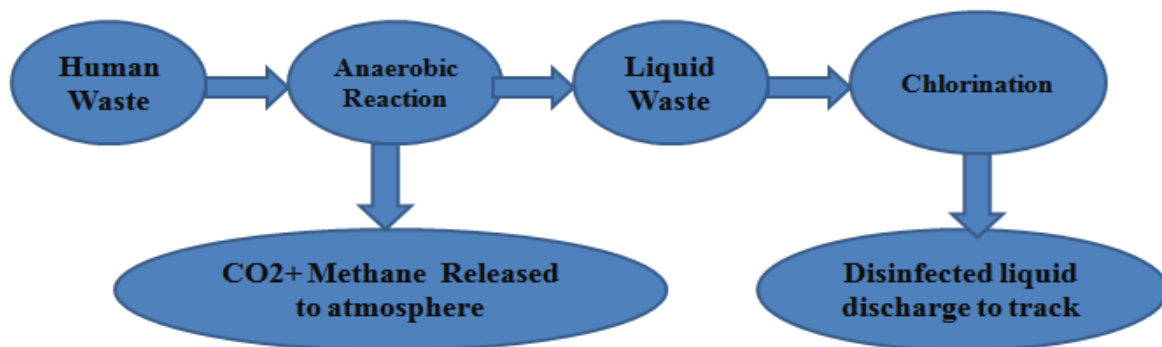 Human
Waste
Anaerobic
Reaction
Liquid
Waste
Chlorination
CO2+ Methane Released
to atmosphere
Disinfected liquid
discharge to track